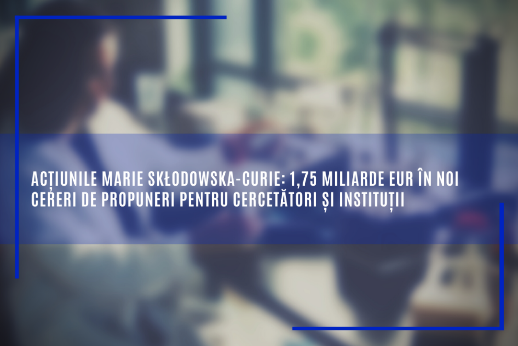 ACȚIUNILE MARIE SKŁODOWSKA-CURIE: 1,75 MILIARDE EUR ÎN NOI
CERERI DE PROPUNERI PENTRU CERCETĂTORI ȘI INSTITUȚII